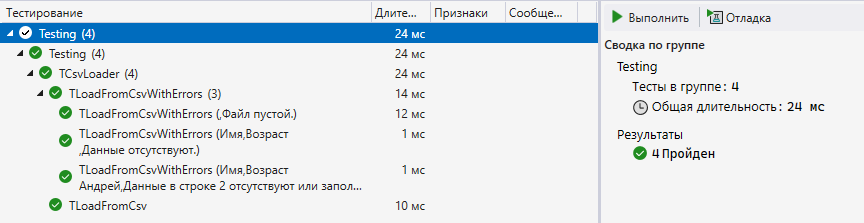 Тестирование Длите... Признаки Сообще...
Testing (4) 24 мс
Testing (4) 24 мс
TCsvLoader (4) 24 мс
TLoadFromCsvWithErrors (3) 14 мс
TLoadFromCsvWithErrors (,Файл пустой.) 12 мс
TLoadFromCsvWithErrors (Имя,Возраст 1 мс
,Данные отсутствуют.)
TLoadFromCsvWithErrors (Имя,Возраст 1 мс
Андрей,Данные в строке 2 отсутствуют или запол...
TLoadFromCsv 10 мс
Выполнить Отладка
Сводка по группе
Testing
Тесты в группе: 4
Общая длительность: 24 мс
Результаты
4 Пройден